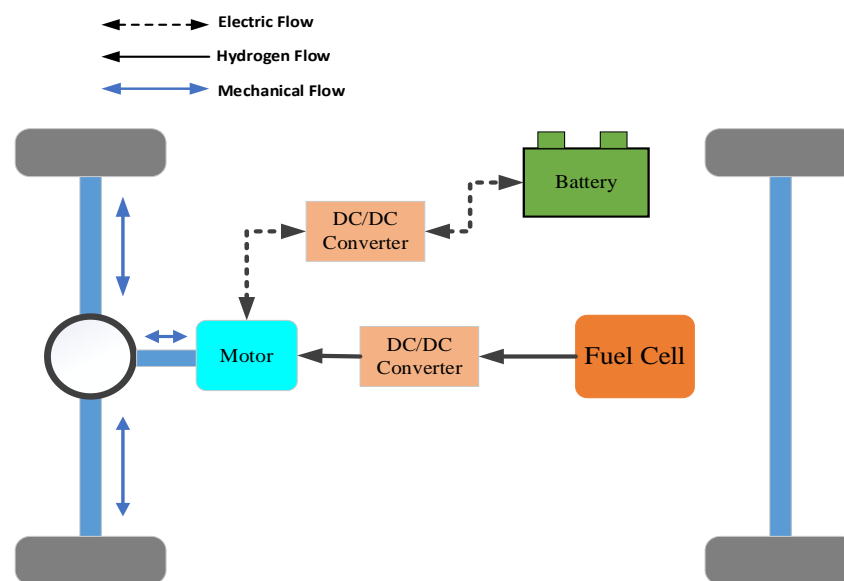 Electric Flow
Hydrogen Flow
Mechanical Flow
Battery
DC/DC
Converter
Motor
DC/DC
Converter
Fuel Cell